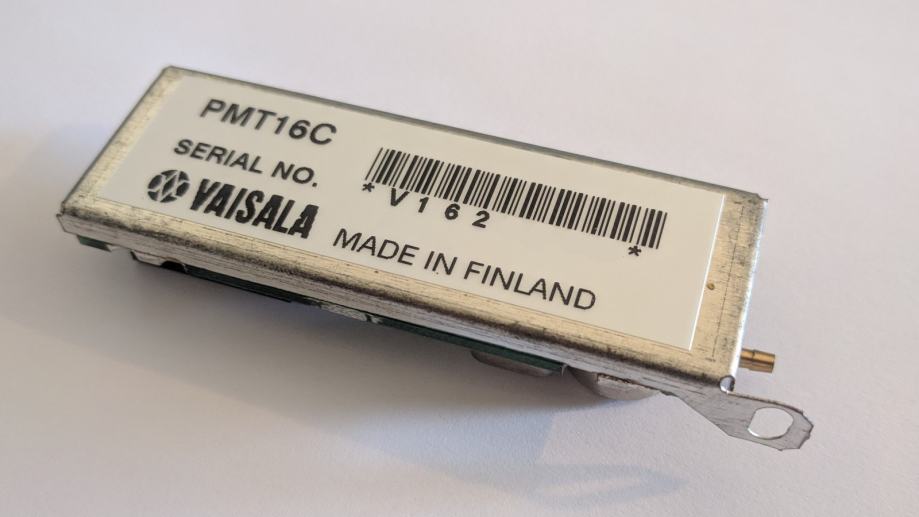 PMT16C
SERIAL NO.
*V162 *
VAISALA
MADE IN FINLAND